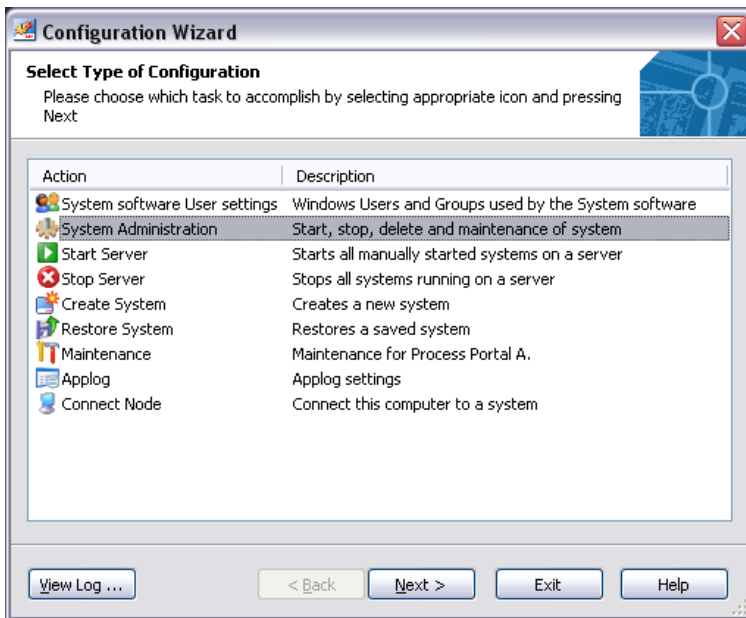 Configuration Wizard
Select Type of Configuration
Please choose which task to accomplish by selecting appropriate icon and pressing
Next
Action Description
System software User settings Windows Users and Groups used by the System software
System Administration Start, stop, delete and maintenance of system
Start Server Starts all manually started systems on a server
Stop Server Stops all systems running on a server
Create System Creates a new system
Restore System Restores a saved system
Maintenance Maintenance for Process Portal A.
Applog Applog settings
Connect Node Connect this computer to a system
View Log ... < Back Next > Exit Help